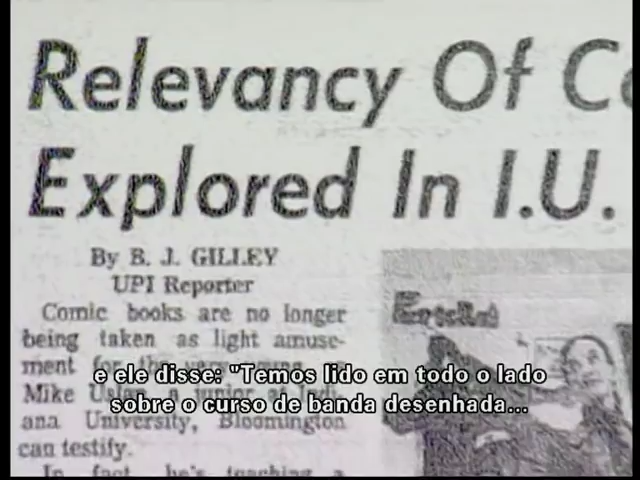 Relevancy Of C
Explored In I.U.
By B. J. GILLEY
UPI Reporter
Comic books are no longer
being taken as light amuse-
ment for the very young, a
Mike Uslan, a junior at Indi-
ana University, Bloomington
can testify.
In fact, he's teaching a
e ele disse: "Temos lido em todo o lado
sobre o curso de banda desenhada...